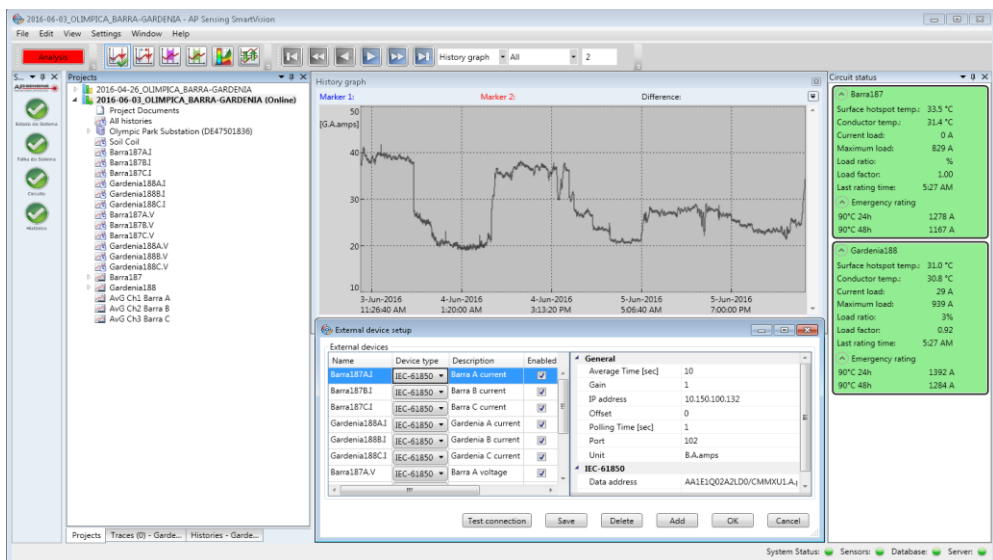 2016-06-03_OLIMPICA_BARRA-GARDENIA - AP Sensing SmartVision
File Edit View Settings Window Help
Analysis
History graph All 2
S...
Estado do Sistema
Falha do Sistema
Circuito
Histórico
Projects
2016-04-26_OLIMPICA_BARRA-GARDENIA
2016-06-03_OLIMPICA_BARRA-GARDENIA (Online)
Project Documents
All histories
Olympic Park Substation (DE47501836)
Soil Coil
Barra187A.I
Barra187B.I
Barra187C.I
Gardenia188A.I
Gardenia188B.I
Gardenia188C.I
Barra187A.V
Barra187B.V
Barra187C.V
Gardenia188A.V
Gardenia188B.V
Gardenia188C.V
Barra187
Gardenia188
AvG Ch1 Barra A
AvG Ch2 Barra B
AvG Ch3 Barra C
Projects Traces (0) - Garde... Histories - Garde...
History graph
Marker 1: Marker 2: Difference:
[G.A.amps]
50
40
30
20
10
3-Jun-2016 11:26:40 AM
4-Jun-2016 1:20:00 AM
4-Jun-2016 3:13:20 PM
5-Jun-2016 5:06:40 AM
5-Jun-2016 7:00:00 PM
External device setup
External devices
Name Device type Description Enabled
Barra187A.I IEC-61850 Barra A current
Barra187B.I IEC-61850 Barra B current
Barra187C.I IEC-61850 Barra C current
Gardenia188A.I IEC-61850 Gardenia A current
Gardenia188B.I IEC-61850 Gardenia B current
Gardenia188C.I IEC-61850 Gardenia C current
Barra187A.V IEC-61850 Barra A voltage
General
Average Time [sec] 10
Gain 1
IP address 10.150.100.132
Offset 0
Polling Time [sec] 1
Port 102
Unit B.A.amps
IEC-61850
Data address AA1E1Q02A2LD0/CMMXU1.A.
Test connection Save Delete Add OK Cancel
Circuit status
Barra187
Surface hotspot temp.: 33.5 °C
Conductor temp.: 31.4 °C
Current load: 0 A
Maximum load: 829 A
Load ratio: %
Load factor: 1.00
Last rating time: 5:27 AM
Emergency rating
90°C 24h 1278 A
90°C 48h 1167 A
Gardenia188
Surface hotspot temp.: 31.0 °C
Conductor temp.: 30.8 °C
Current load: 29 A
Maximum load: 939 A
Load ratio: 3%
Load factor: 0.92
Last rating time: 5:27 AM
Emergency rating
90°C 24h 1392 A
90°C 48h 1284 A
System Status: Sensors: Database: Server: